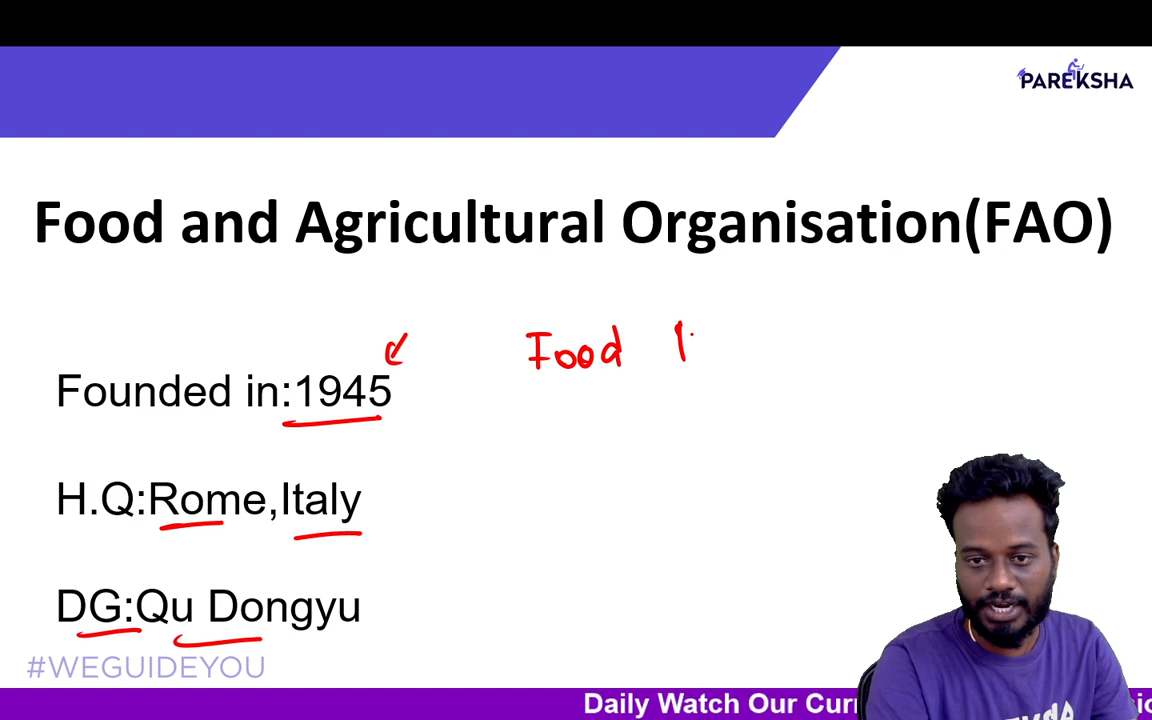 PAREKSHA
Food and Agricultural Organisation(FAO)
Food
Founded in:1945
H.Q:Rome,Italy
DG:Qu Dongyu
#WEGUIDEYOU
Daily Watch Our